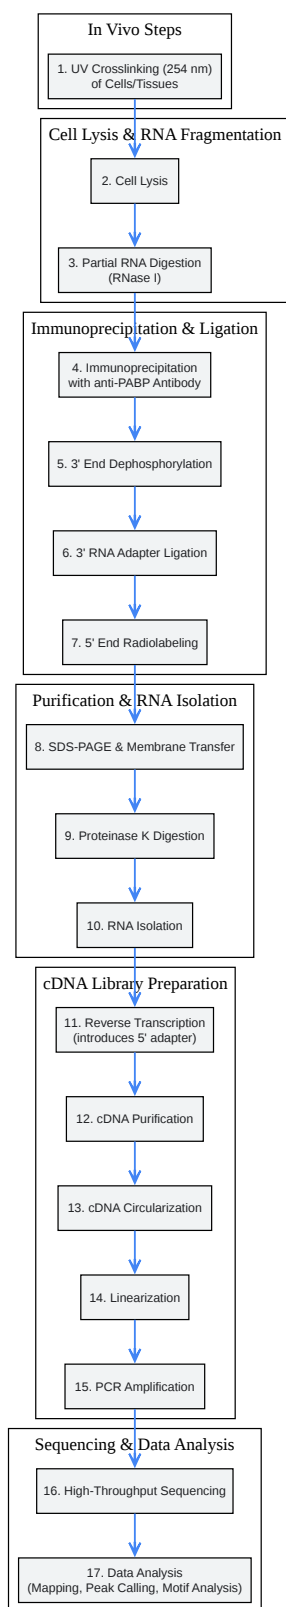 In Vivo Steps
1. UV Crosslinking (254 nm)
of Cells/Tissues
Cell Lysis & RNA Fragmentation
2. Cell Lysis
3. Partial RNA Digestion
(RNase I)
Immunoprecipitation & Ligation
4. Immunoprecipitation
with anti-PABP Antibody
5. 3' End Dephosphorylation
6. 3' RNA Adapter Ligation
7. 5' End Radiolabeling
Purification & RNA Isolation
8. SDS-PAGE & Membrane Transfer
9. Proteinase K Digestion
10. RNA Isolation
cDNA Library Preparation
11. Reverse Transcription
(introduces 5' adapter)
12. cDNA Purification
13. cDNA Circularization
14. Linearization
15. PCR Amplification
Sequencing & Data Analysis
16. High-Throughput Sequencing
17. Data Analysis
(Mapping, Peak Calling, Motif Analysis)